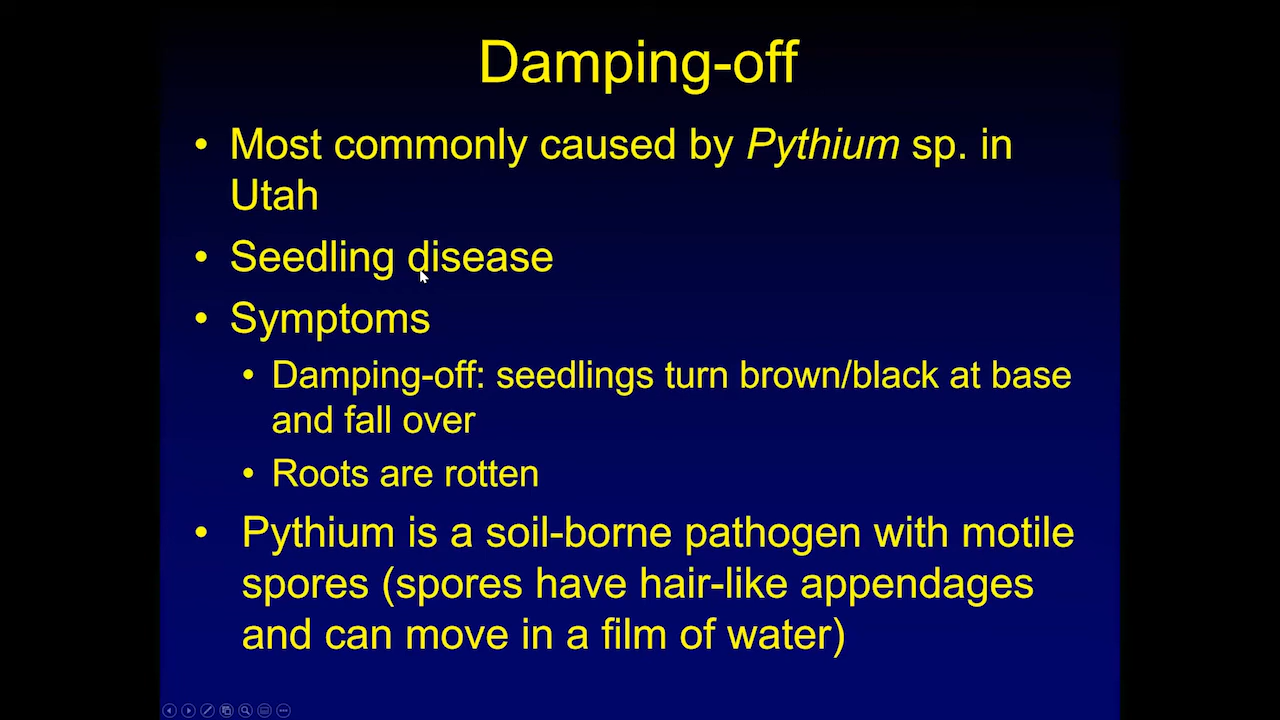 Damping-off
• Most commonly caused by Pythium sp. in
Utah
• Seedling disease
• Symptoms
• Damping-off: seedlings turn brown/black at base
and fall over
• Roots are rotten
• Pythium is a soil-borne pathogen with motile
spores (spores have hair-like appendages
and can move in a film of water)